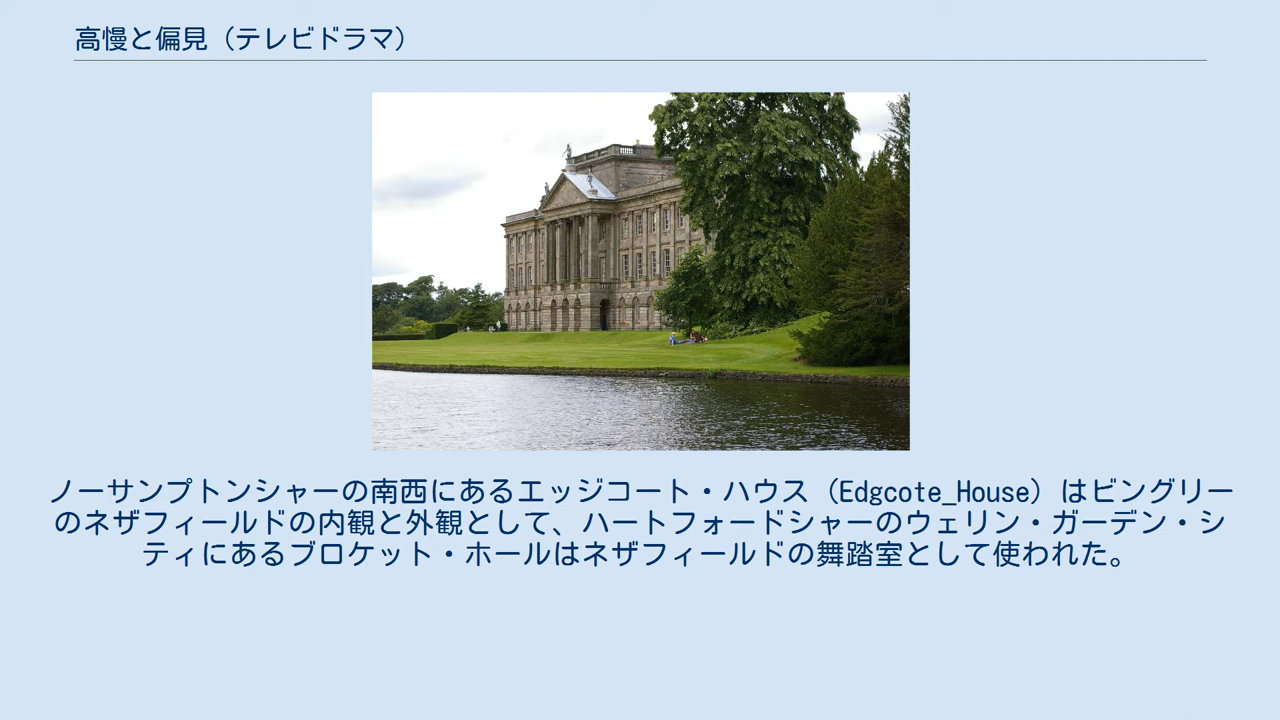 高慢と偏見（テレビドラマ）
ノーサンプトンシャーの南西にあるエッジコート・ハウス（Edgcote_House）はビングリー
のネザフィールドの内観と外観として、ハートフォードシャーのウェリン・ガーデン・シ
ティにあるブロケット・ホールはネザフィールドの舞踏室として使われた。